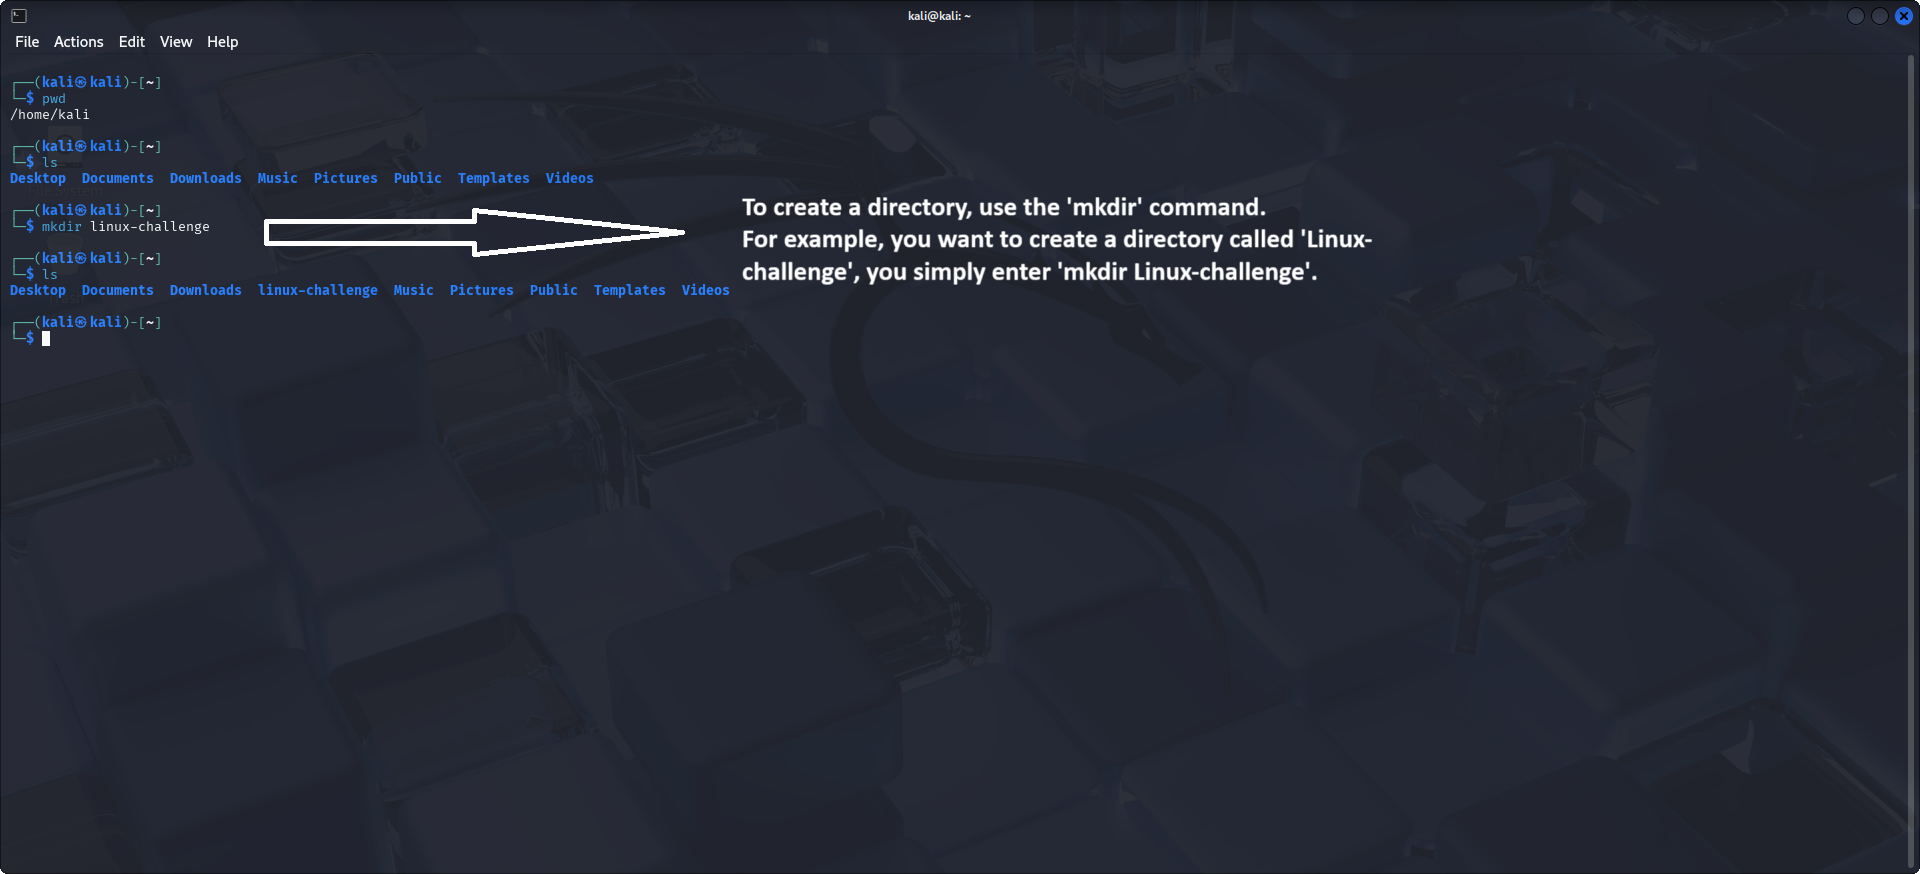 kali@kali: ~
File Actions Edit View Help
┌──(kali㉿kali)-[~]
└─$ pwd
/home/kali
┌──(kali㉿kali)-[~]
└─$ ls
Desktop Documents Downloads Music Pictures Public Templates Videos
┌──(kali㉿kali)-[~]
└─$ mkdir linux-challenge
To create a directory, use the 'mkdir' command.
For example, you want to create a directory called 'Linux-
challenge', you simply enter 'mkdir Linux-challenge'.
┌──(kali㉿kali)-[~]
└─$ ls
Desktop Documents Downloads linux-challenge Music Pictures Public Templates Videos
┌──(kali㉿kali)-[~]
└─$